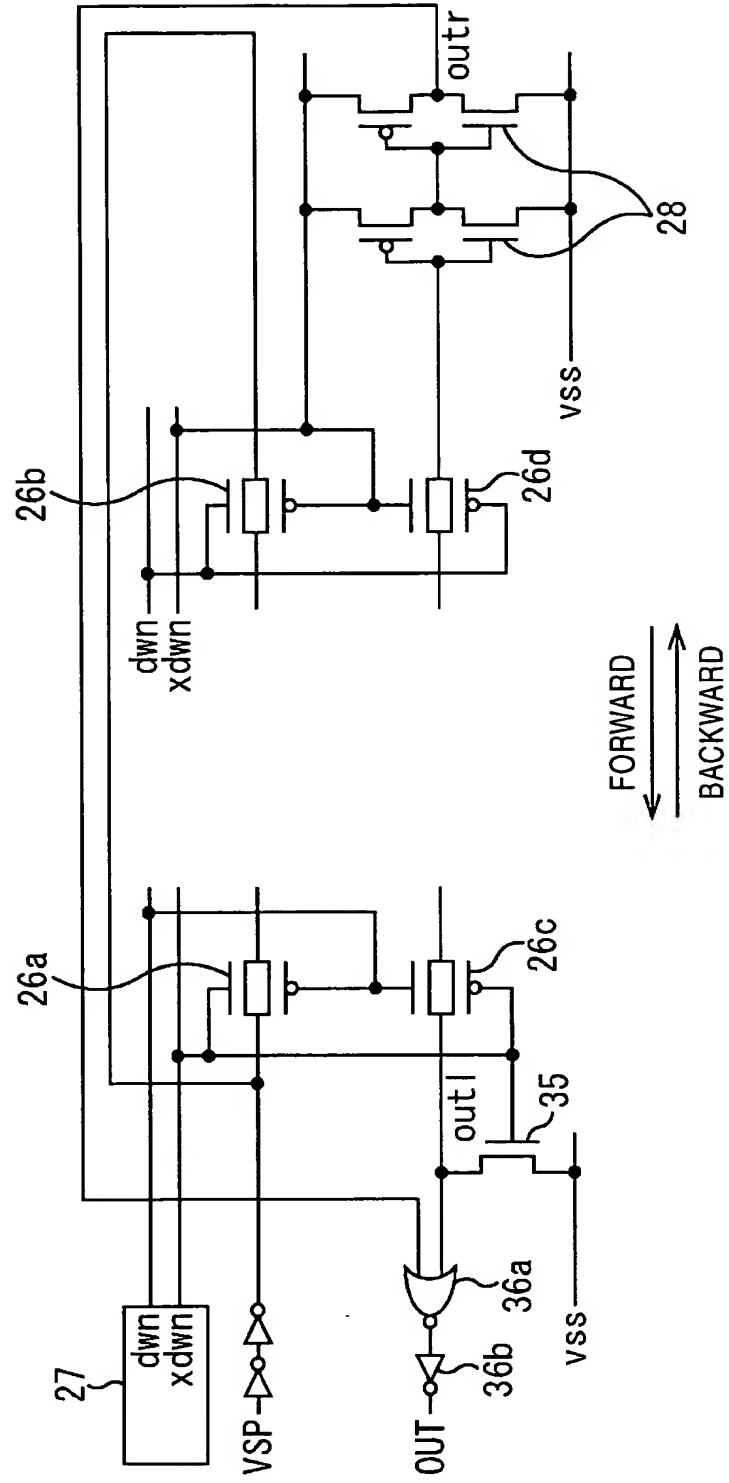 27
dwn
xdwn
VSP
OUT
36b
36a
vss
35
outl
26a
26c
FORWARD
BACKWARD
dwn
xdwn
26b
26d
vss
28
outr